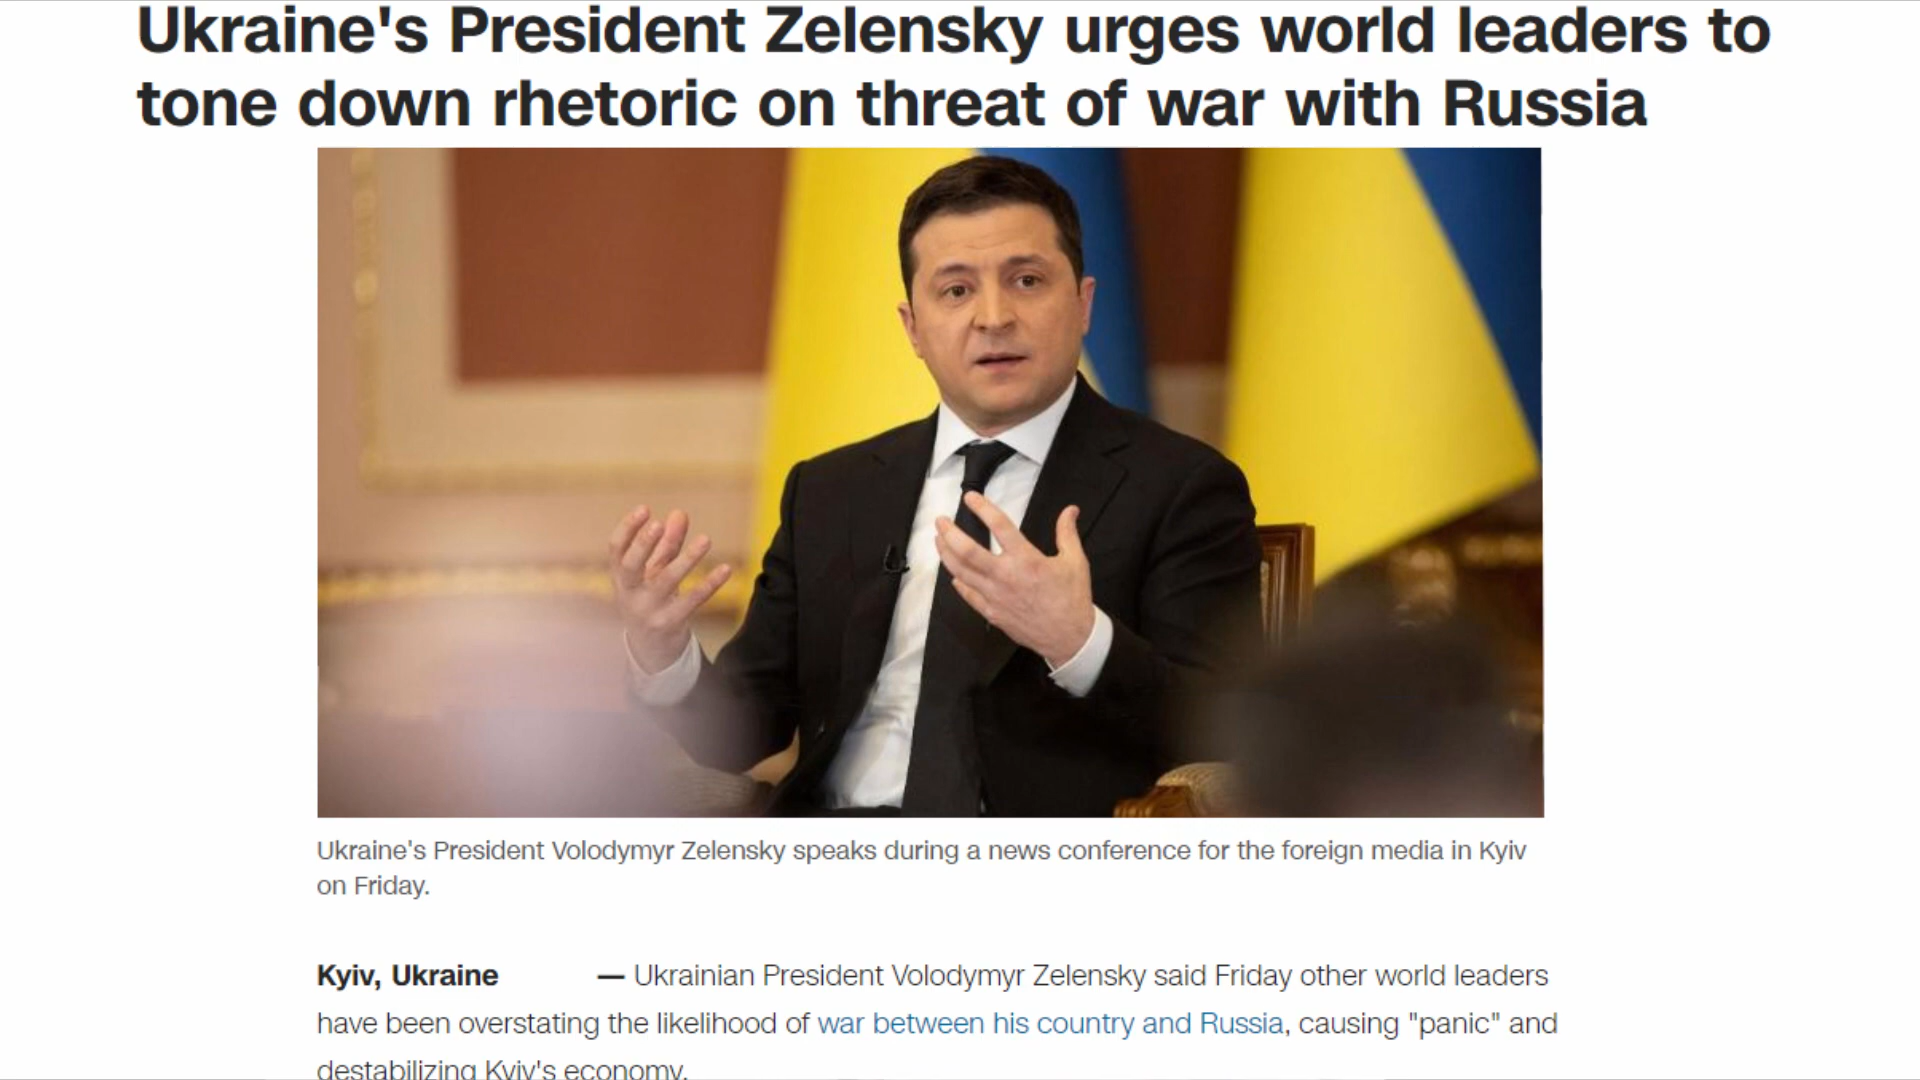 Ukraine's President Zelensky urges world leaders to
tone down rhetoric on threat of war with Russia
Ukraine's President Volodymyr Zelensky speaks during a news conference for the foreign media in Kyiv
on Friday.
Kyiv, Ukraine — Ukrainian President Volodymyr Zelensky said Friday other world leaders
have been overstating the likelihood of war between his country and Russia, causing "panic" and
destabilizing Kyiv's economy.